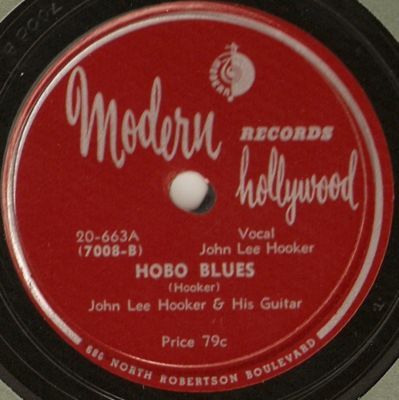 7008 B
Modern RECORDS
hollywood
20-663A
(7008-B)
Vocal
John Lee Hooker
HOBO BLUES
(Hooker)
John Lee Hooker & His Guitar
Price 79c
686 NORTH ROBERTSON BOULEVARD